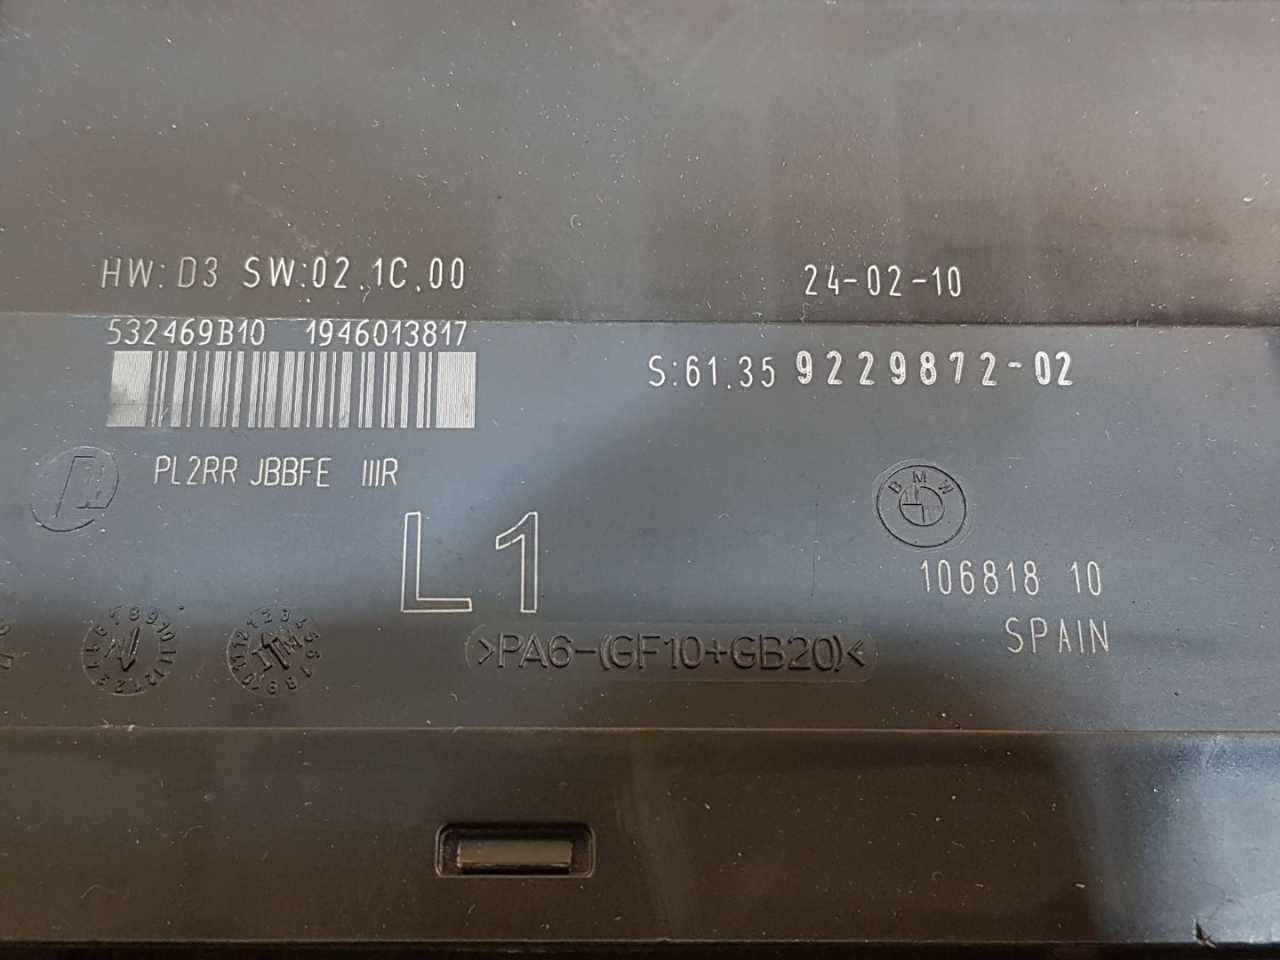 HW: D3 SW:02.1C.00
24-02-10
532469B10 1946013817
S:61.35 9229872-02
PL2RR JBBFE IIIR
BMW
L1
106818 10
SPAIN
>PA6-(GF10+GB20)<